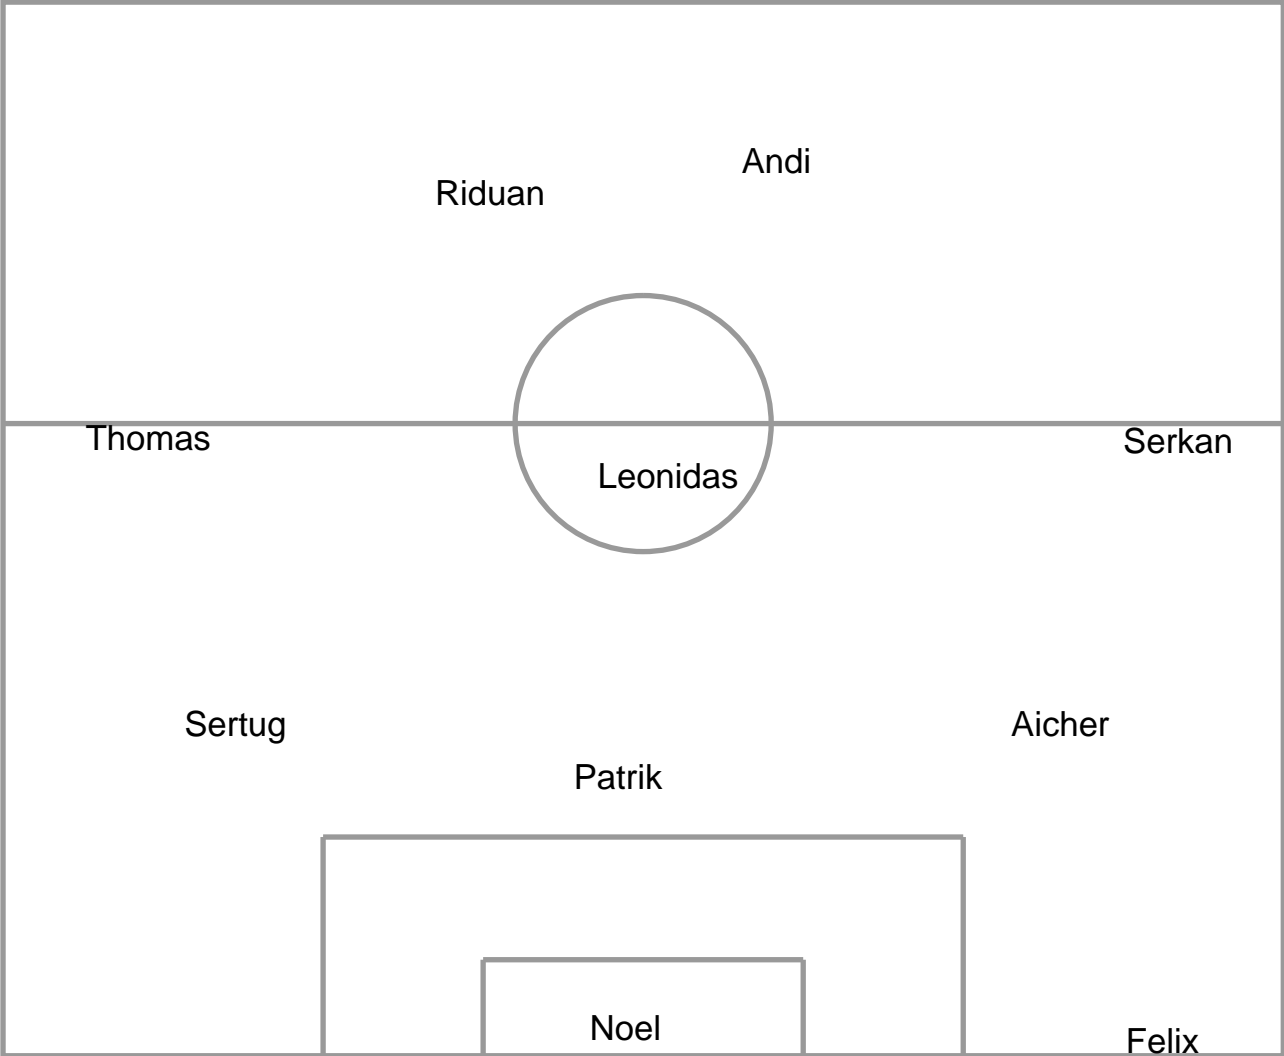 Andi
Riduan
Thomas
Serkan
Leonidas
Sertug
Aicher
Patrik
Noel
Felix